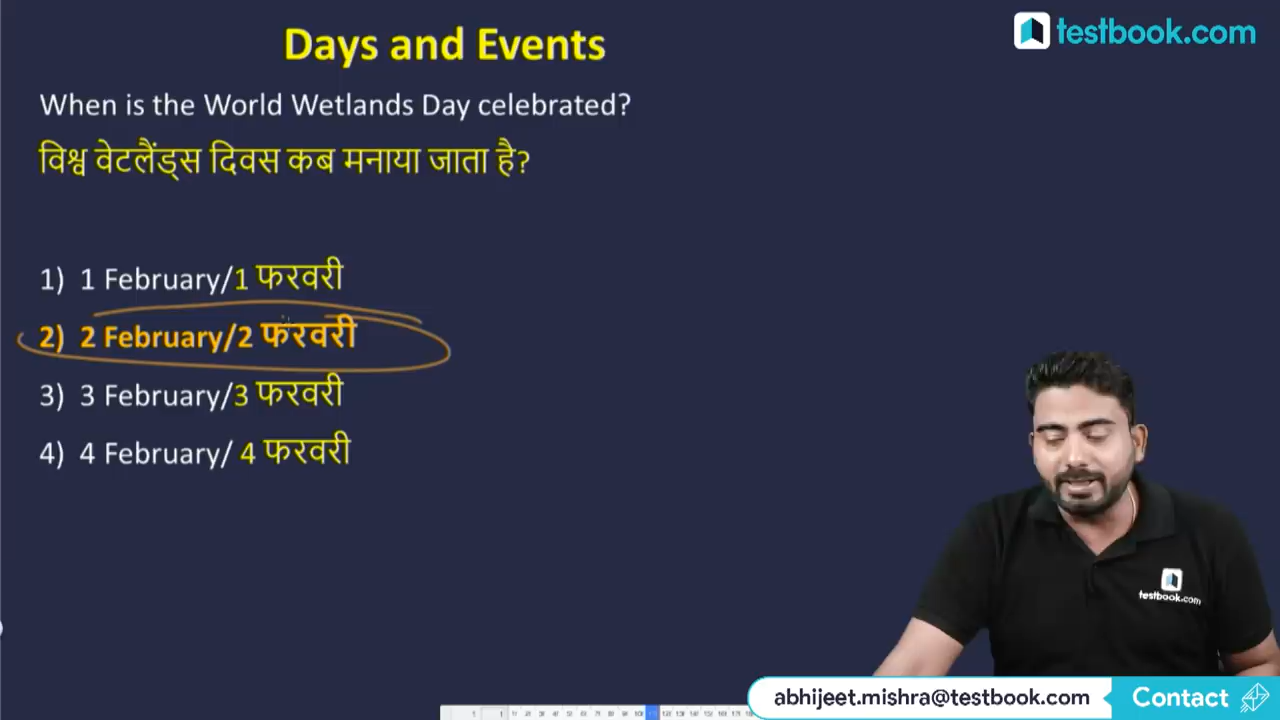 Days and Events
testbook.com
When is the World Wetlands Day celebrated?
विश्व वेटलैंड्स दिवस कब मनाया जाता है?
1) 1 February/1 फरवरी
2) 2 February/2 फरवरी
3) 3 February/3 फरवरी
4) 4 February/ 4 फरवरी
testbook.com
abhijeet.mishra@testbook.com Contact